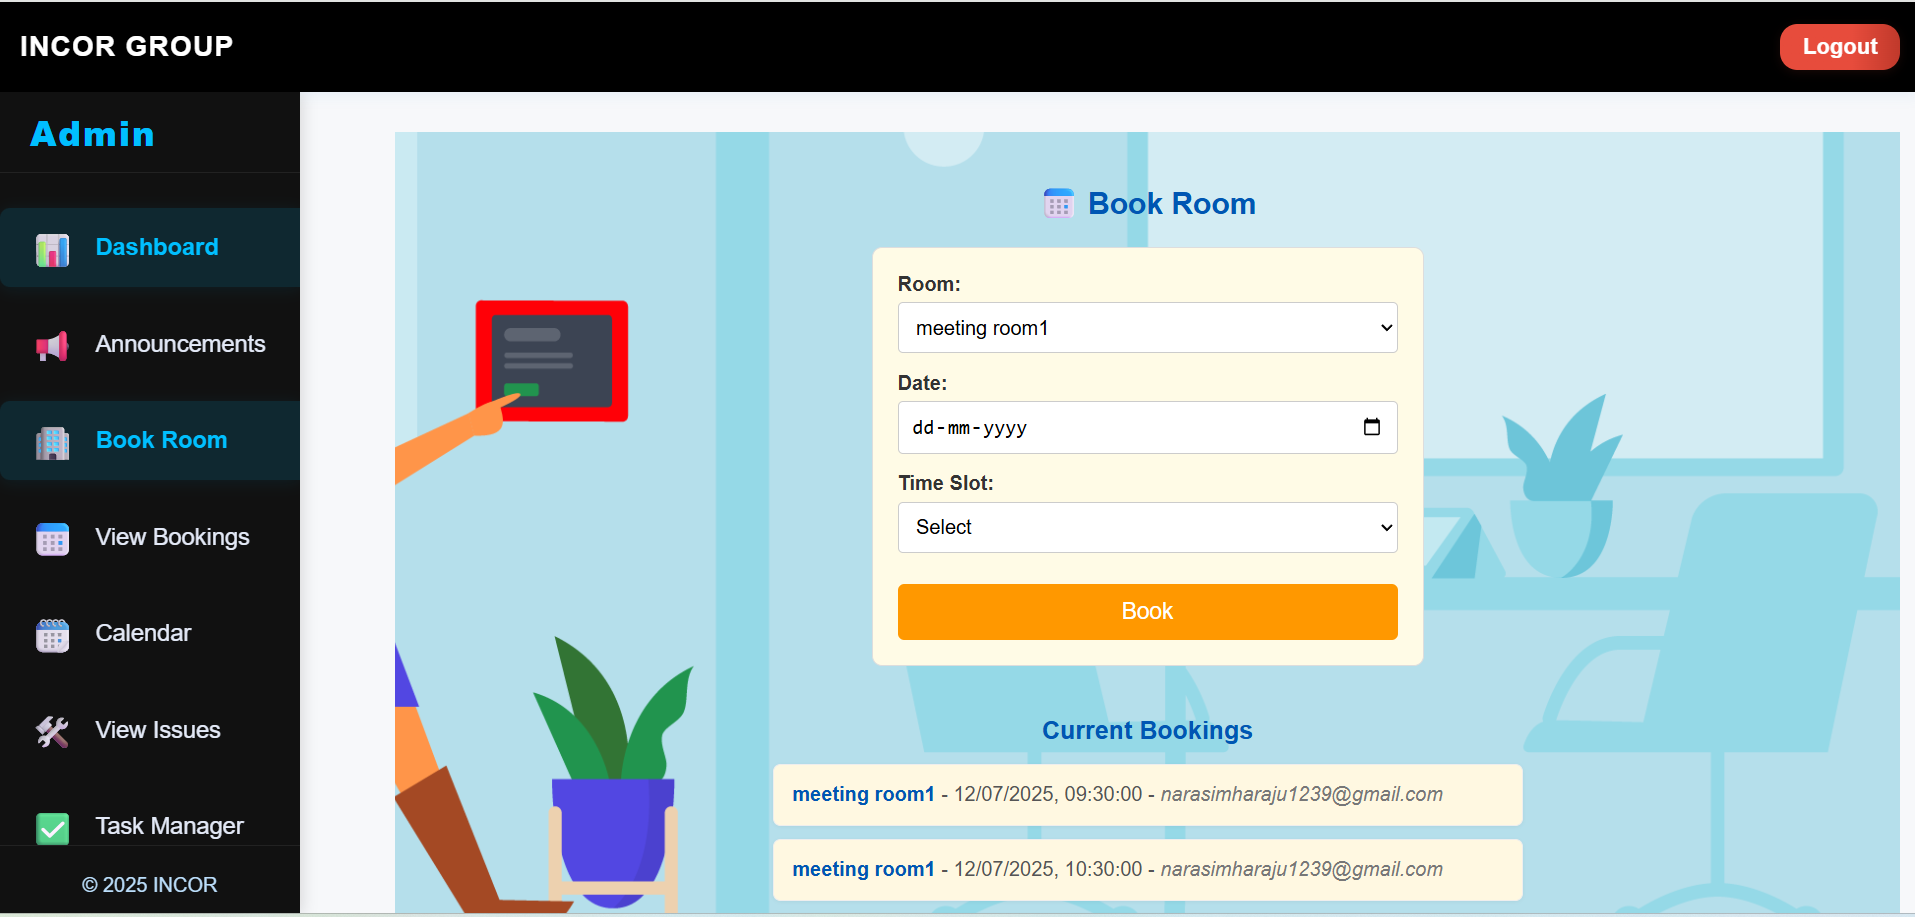 INCOR GROUP
Logout
Admin
Dashboard
Announcements
Book Room
View Bookings
Calendar
View Issues
Task Manager
© 2025 INCOR
Book Room
Room:
meeting room1
Date:
dd-mm-yyyy
Time Slot:
Select
Book
Current Bookings
meeting room1 - 12/07/2025, 09:30:00 - narasimharaju1239@gmail.com
meeting room1 - 12/07/2025, 10:30:00 - narasimharaju1239@gmail.com